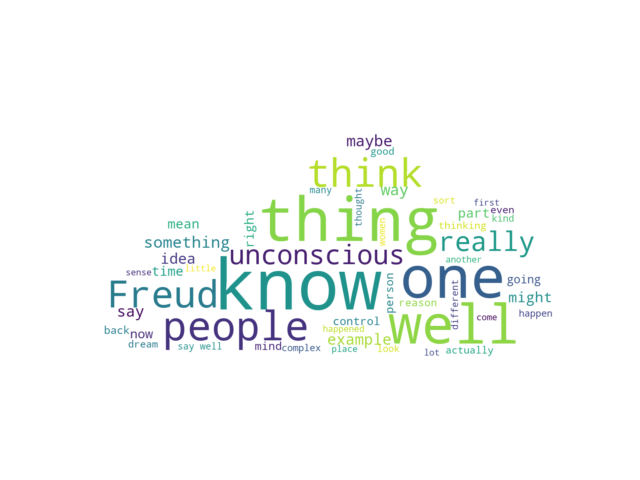 maybe
good
think
many
thought
way
sort
first
thing
part
even
kind
mean
right
women
thinking
something
really
unconscious
idea
another
sense
time
little
know
one
person
going
Freud
reason
different
might
say
people
control
well
come
happen
back
now
happened
example
dream
say well
mind
complex
place
look
lot
actually